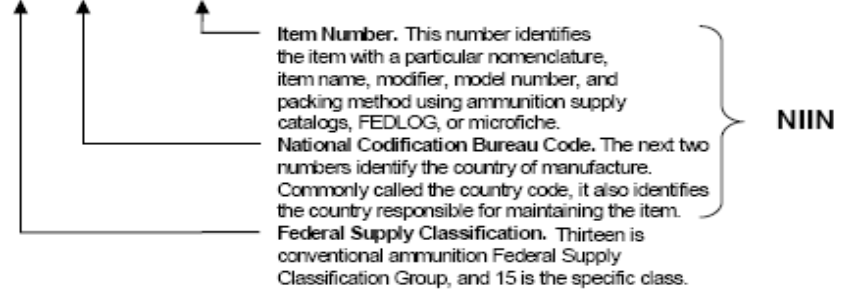 Item Number. This number identifies
the item with a particular nomenclature,
item name, modifier, model number, and
packing method using ammunition supply
catalogs, FEDLOG, or microfiche.
National Codification Bureau Code. The next two
numbers identify the country of manufacture.
Commonly called the country code, it also identifies
the country responsible for maintaining the item.
NIIN
Federal Supply Classification. Thirteen is
conventional ammunition Federal Supply
Classification Group, and 15 is the specific class.